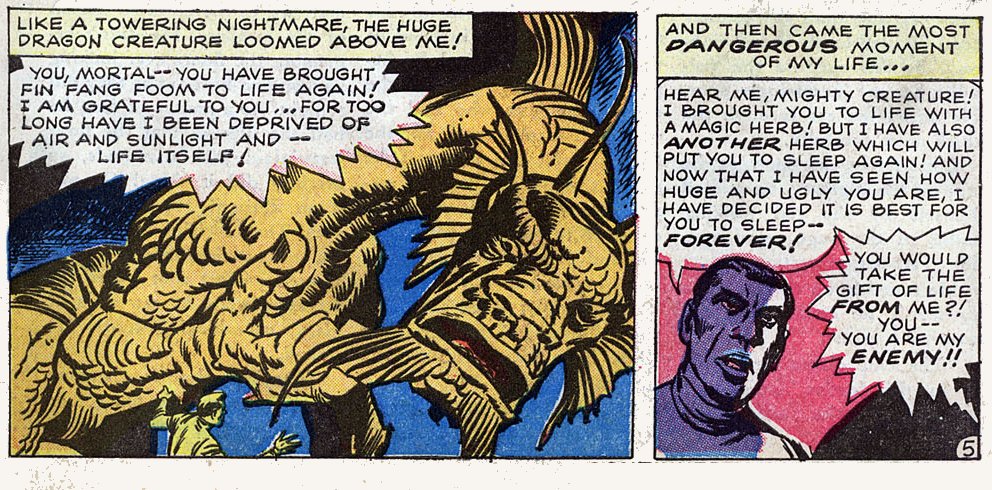 LIKE A TOWERING NIGHTMARE, THE HUGE
DRAGON CREATURE LOOMED ABOVE ME!
YOU, MORTAL--YOU HAVE BROUGHT
FIN FANG FOOM TO LIFE AGAIN!
I AM GRATEFUL TO YOU...FOR TOO
LONG HAVE I BEEN DEPRIVED OF
AIR AND SUNLIGHT AND --
LIFE ITSELF!
AND THEN CAME THE MOST
DANGEROUS MOMENT
OF MY LIFE...
HEAR ME, MIGHTY CREATURE!
I BROUGHT YOU TO LIFE WITH
A MAGIC HERB! BUT I HAVE ALSO
ANOTHER HERB WHICH WILL
PUT YOU TO SLEEP AGAIN! AND
NOW THAT I HAVE SEEN HOW
HUGE AND UGLY YOU ARE, I
HAVE DECIDED IT IS BEST FOR
YOU TO SLEEP--
FOREVER!
YOU WOULD
TAKE THE
GIFT OF LIFE
FROM ME?!
YOU--
YOU ARE MY
ENEMY!!
5